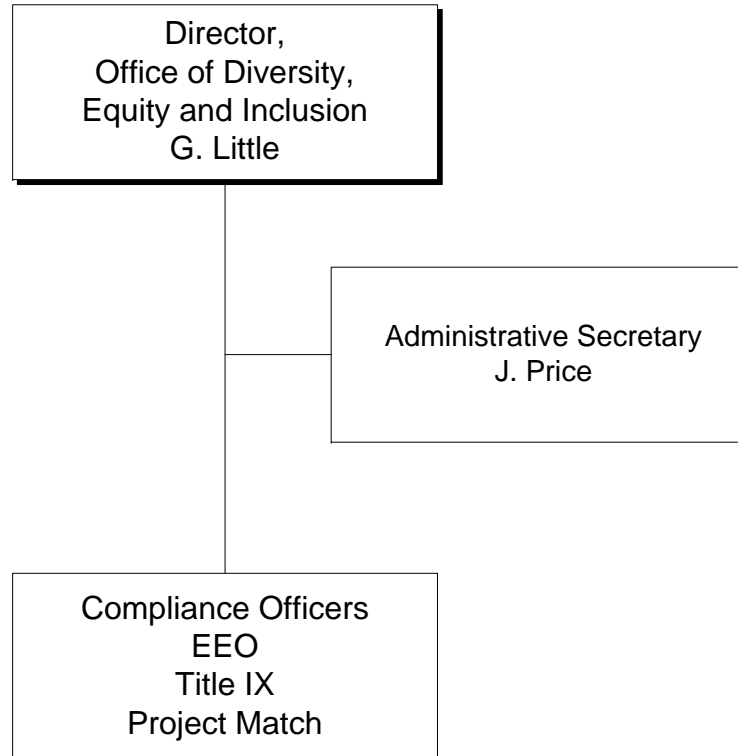 Director,
Office of Diversity,
Equity and Inclusion
G. Little
Administrative Secretary
J. Price
Compliance Officers
EEO
Title IX
Project Match